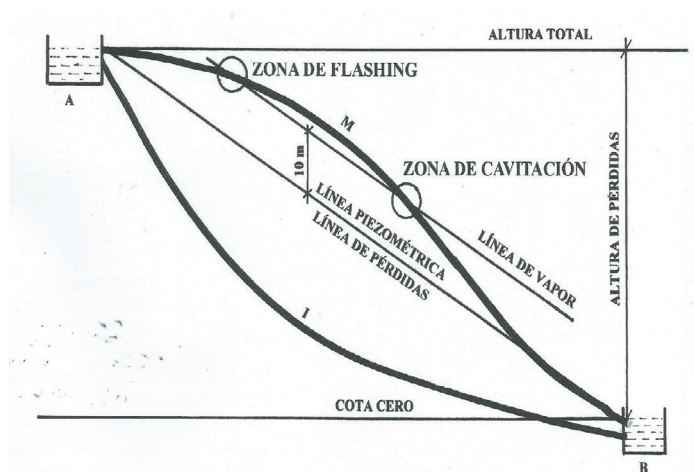 ALTURA TOTAL
ZONA DE FLASHING
A
M
10 m
ZONA DE CAVITACIÓN
LÍNEA PIEZOMÉTRICA
LÍNEA DE PÉRDIDAS
LÍNEA DE VAPOR
ALTURA DE PÉRDIDAS
I
COTA CERO
B